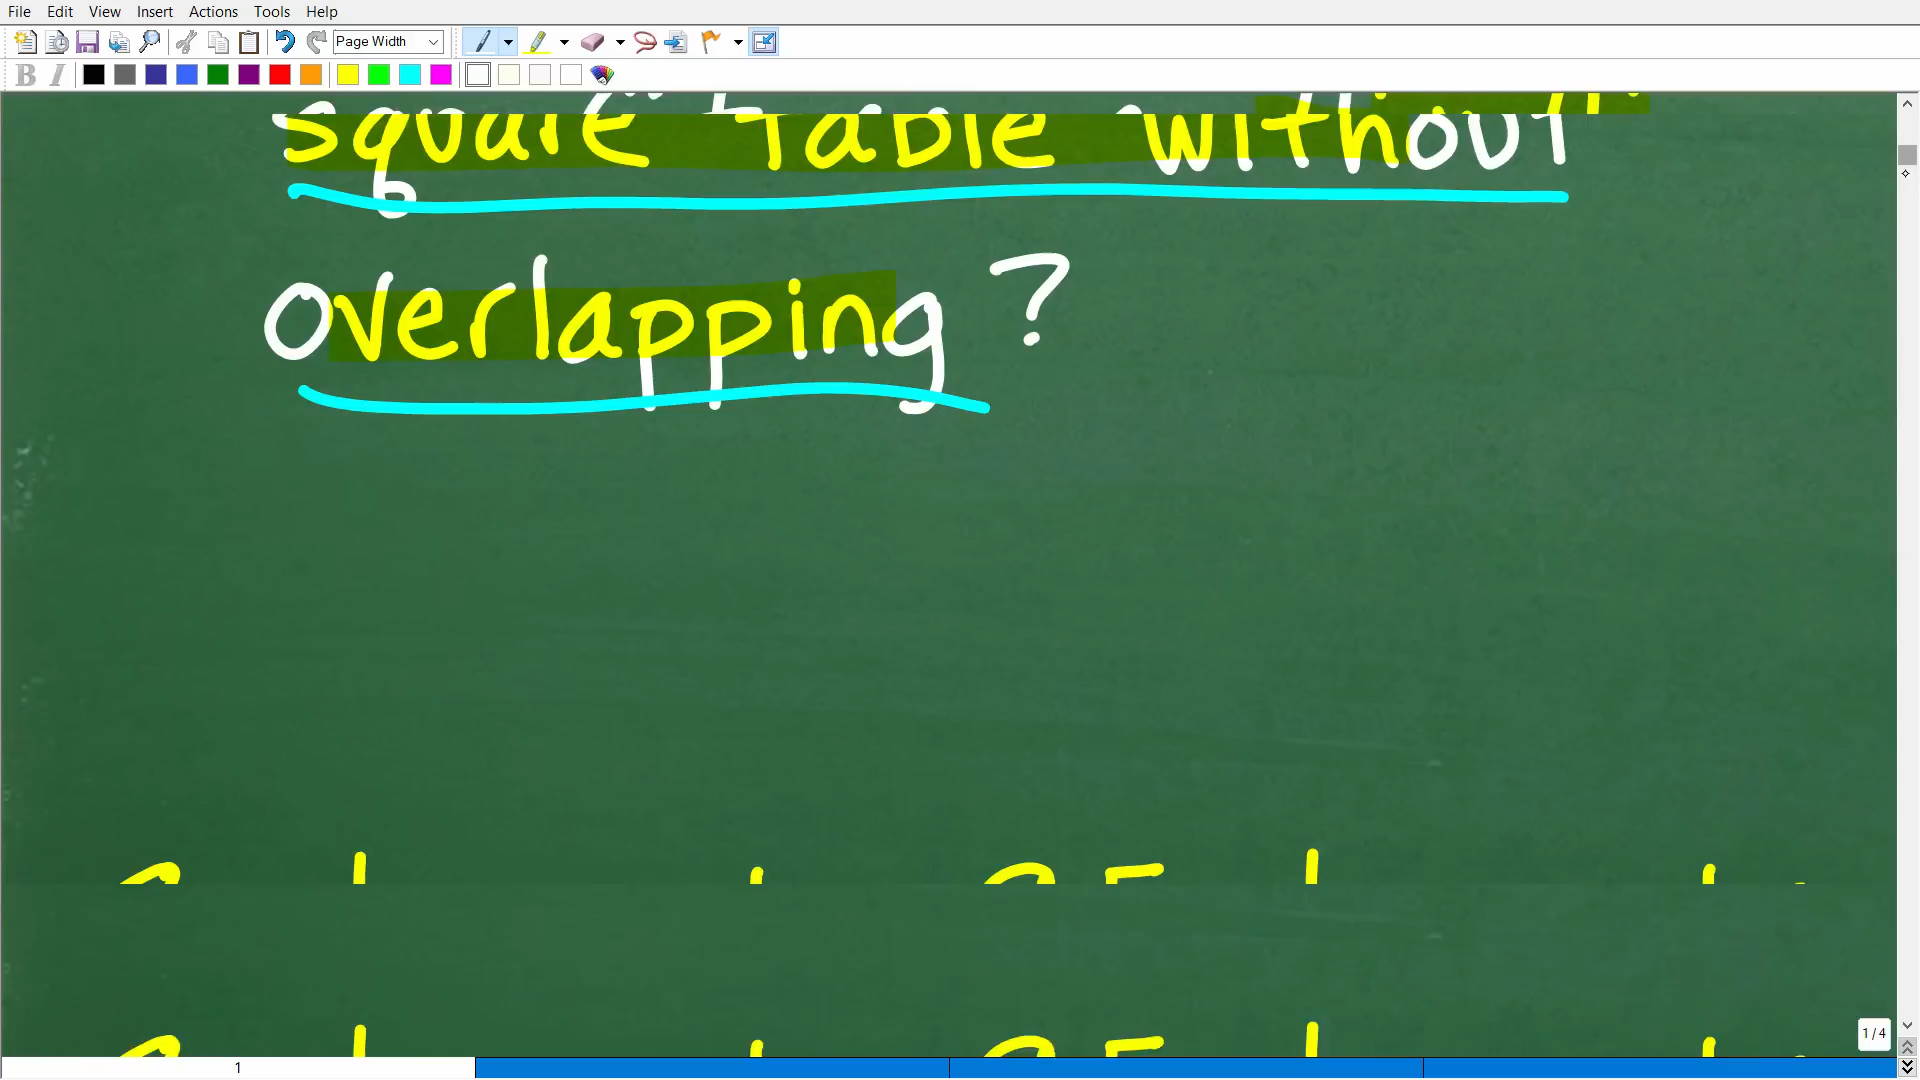 File Edit View Insert Actions Tools Help
Page Width
B I
square table without
overlapping?
1/4
1